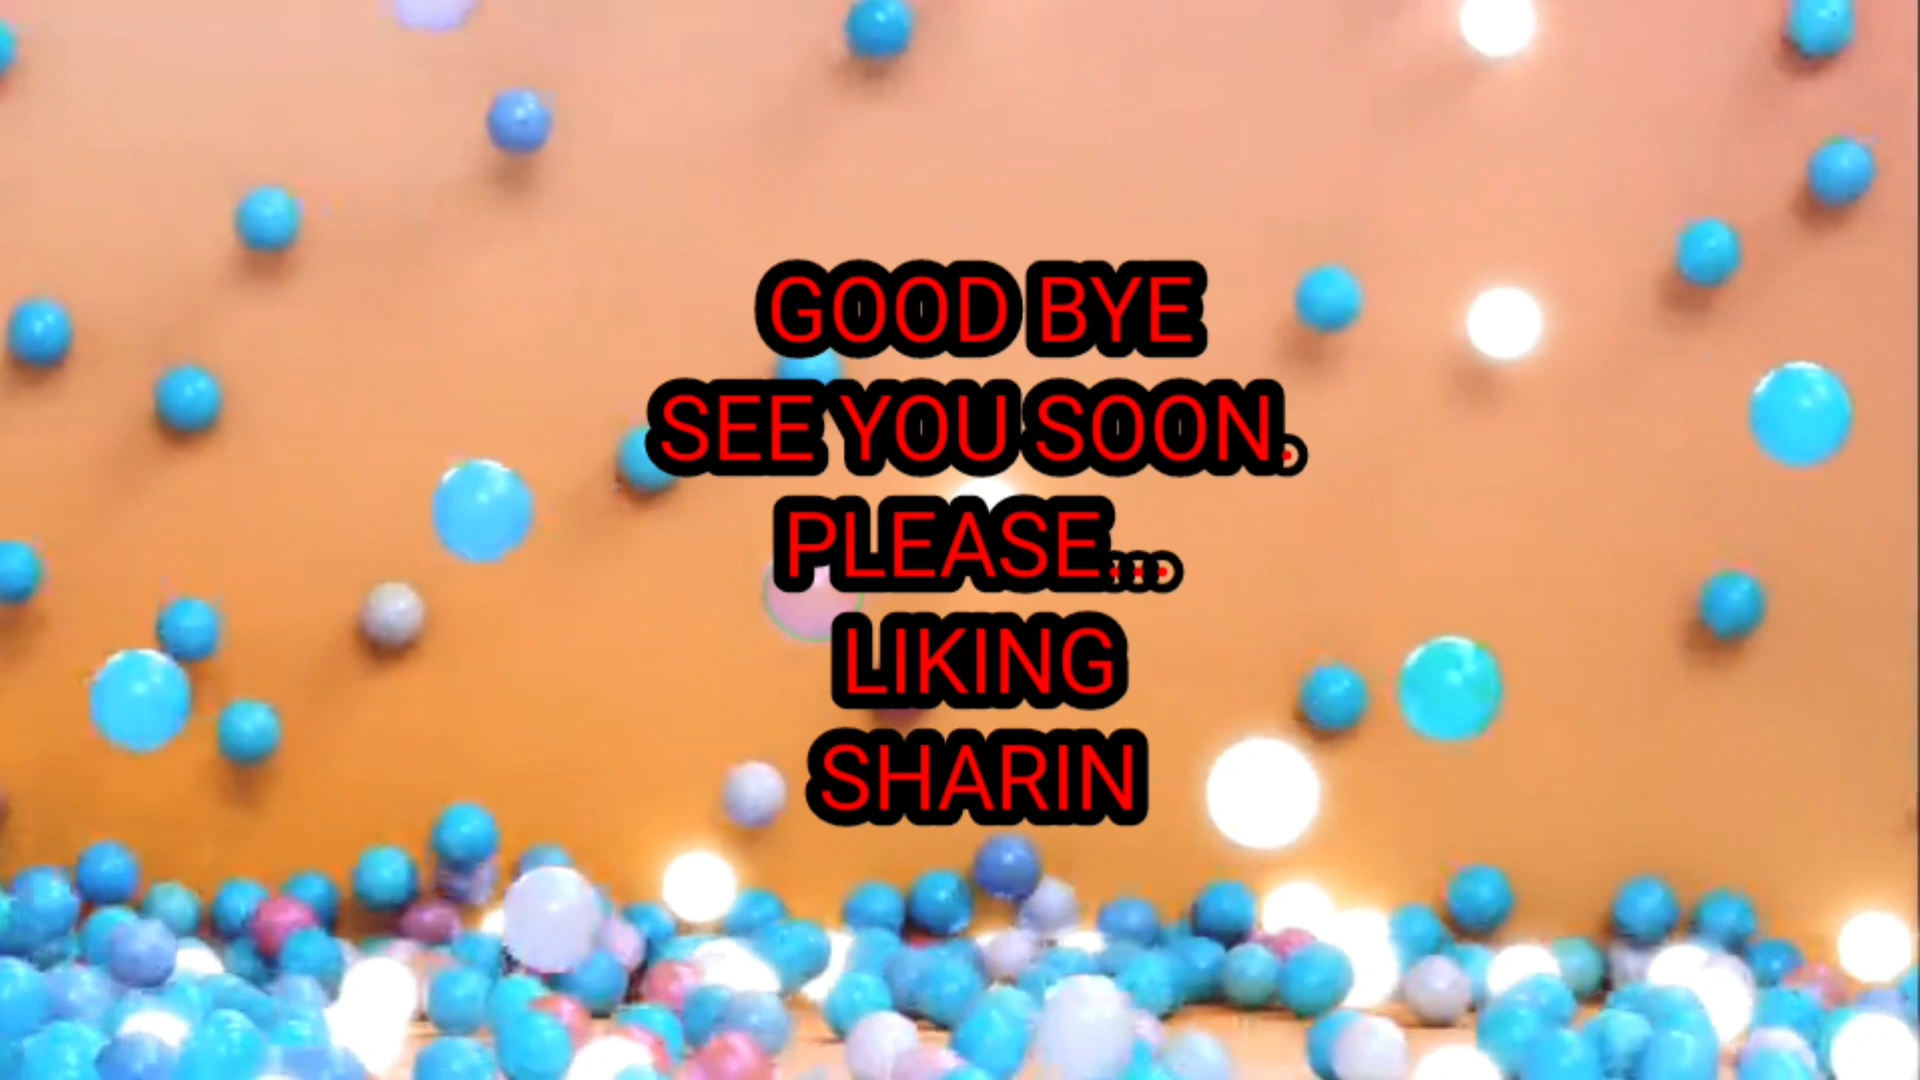 GOOD BYE
SEE YOU SOON.
PLEASE...
LIKING
SHARIN